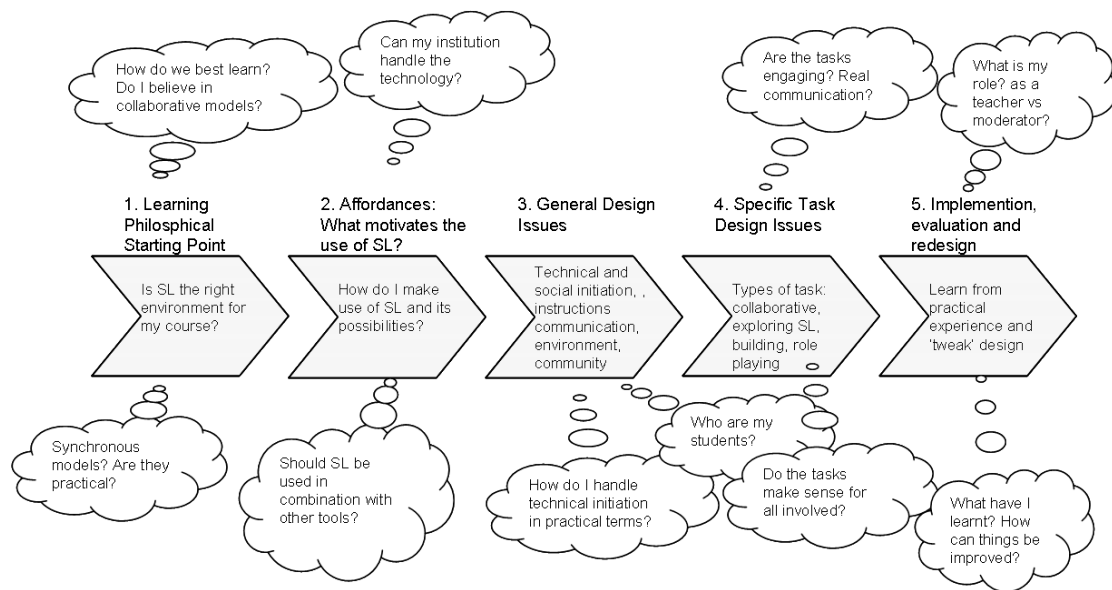 How do we best learn?
Do I believe in
collaborative models?
Can my institution
handle the
technology?
Are the tasks
engaging? Real
communication?
What is my
role? as a
teacher vs
moderator?
1. Learning
Philosphical
Starting Point
2. Affordances:
What motivates the
use of SL?
3. General Design
Issues
4. Specific Task
Design Issues
5. Implemention,
evaluation and
redesign
Is SL the right
environment for
my course?
How do I make
use of SL and its
possibilities?
Technical and
social initiation, ,
instructions
communication,
environment,
community
Types of task:
collaborative,
exploring SL,
building, role
playing
Learn from
practical
experience and
'tweak' design
Synchronous
models? Are they
practical?
Should SL be
used in
combination with
other tools?
How do I handle
technical initiation
in practical terms?
Who are my
students?
Do the tasks
make sense for
all involved?
What have I
learnt? How
can things be
improved?